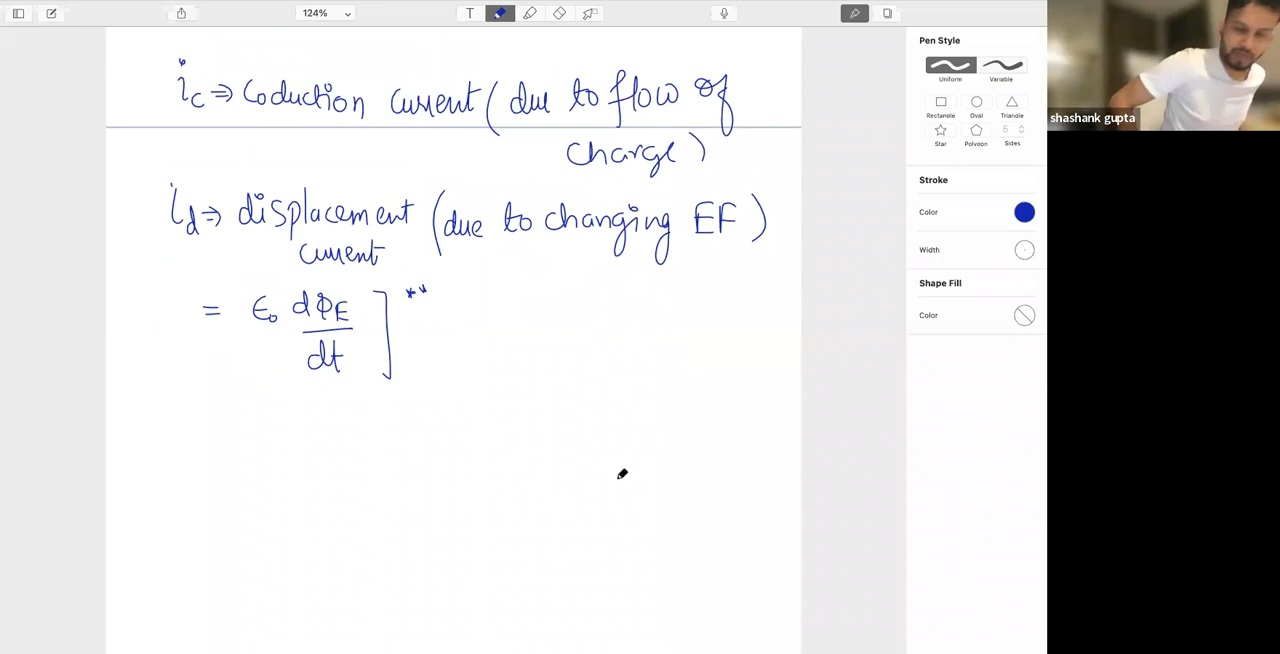 124%
T
Pen Style
Uniform
Variable
Rectangle
Oval
Triangle
Star
Polygon
5
Sides
Stroke
Color
Width
Shape Fill
Color
shashank gupta
ic ⇒ Coduction current ( due to flow of
charge )
id ⇒ displacement ( due to changing EF )
current
= ϵ₀ dΦE ] **
dt